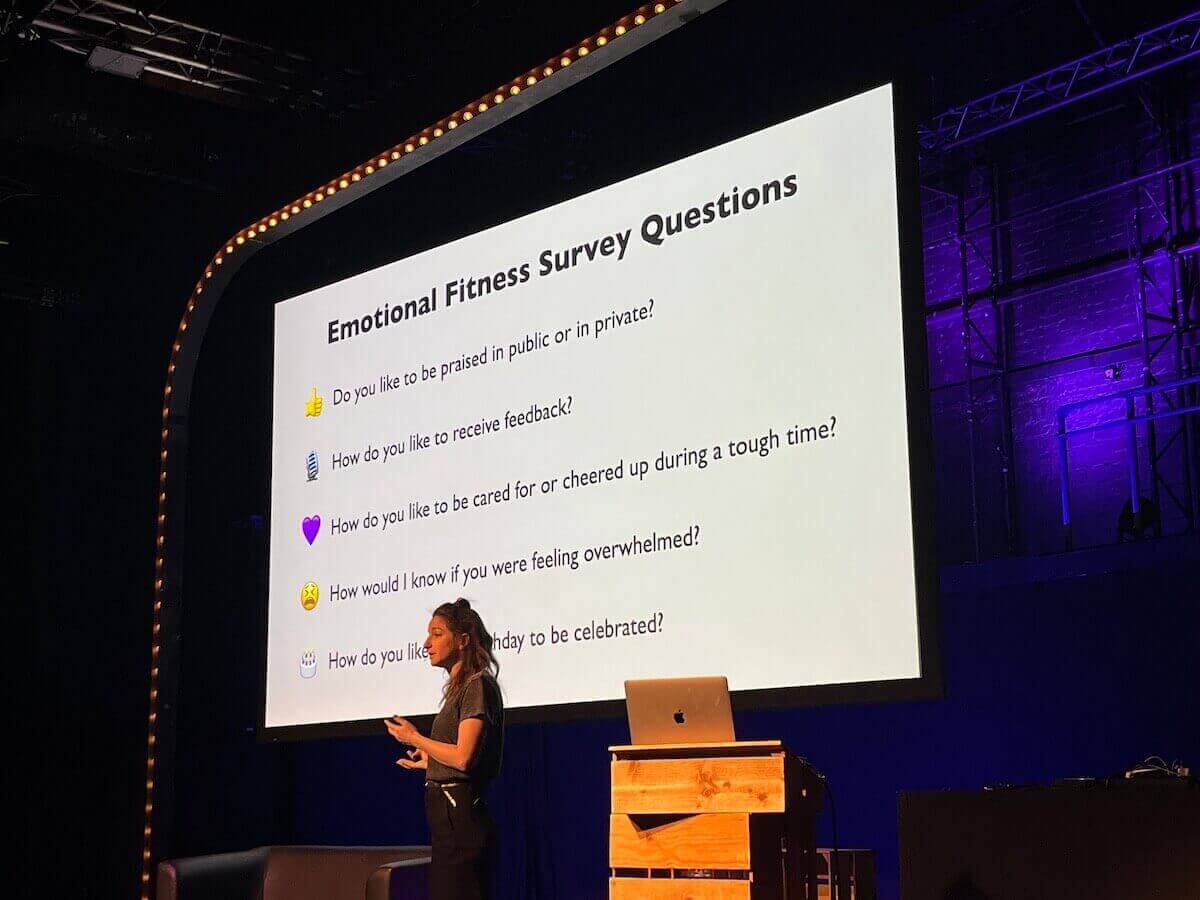 Emotional Fitness Survey Questions
Do you like to be praised in public or in private?
How do you like to receive feedback?
How do you like to be cared for or cheered up during a tough time?
How would I know if you were feeling overwhelmed?
How do you like hday to be celebrated?